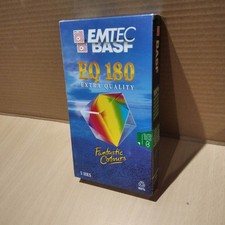 EMTEC
BASF
EQ 180
EXTRA QUALITY
Fantastic
Colours